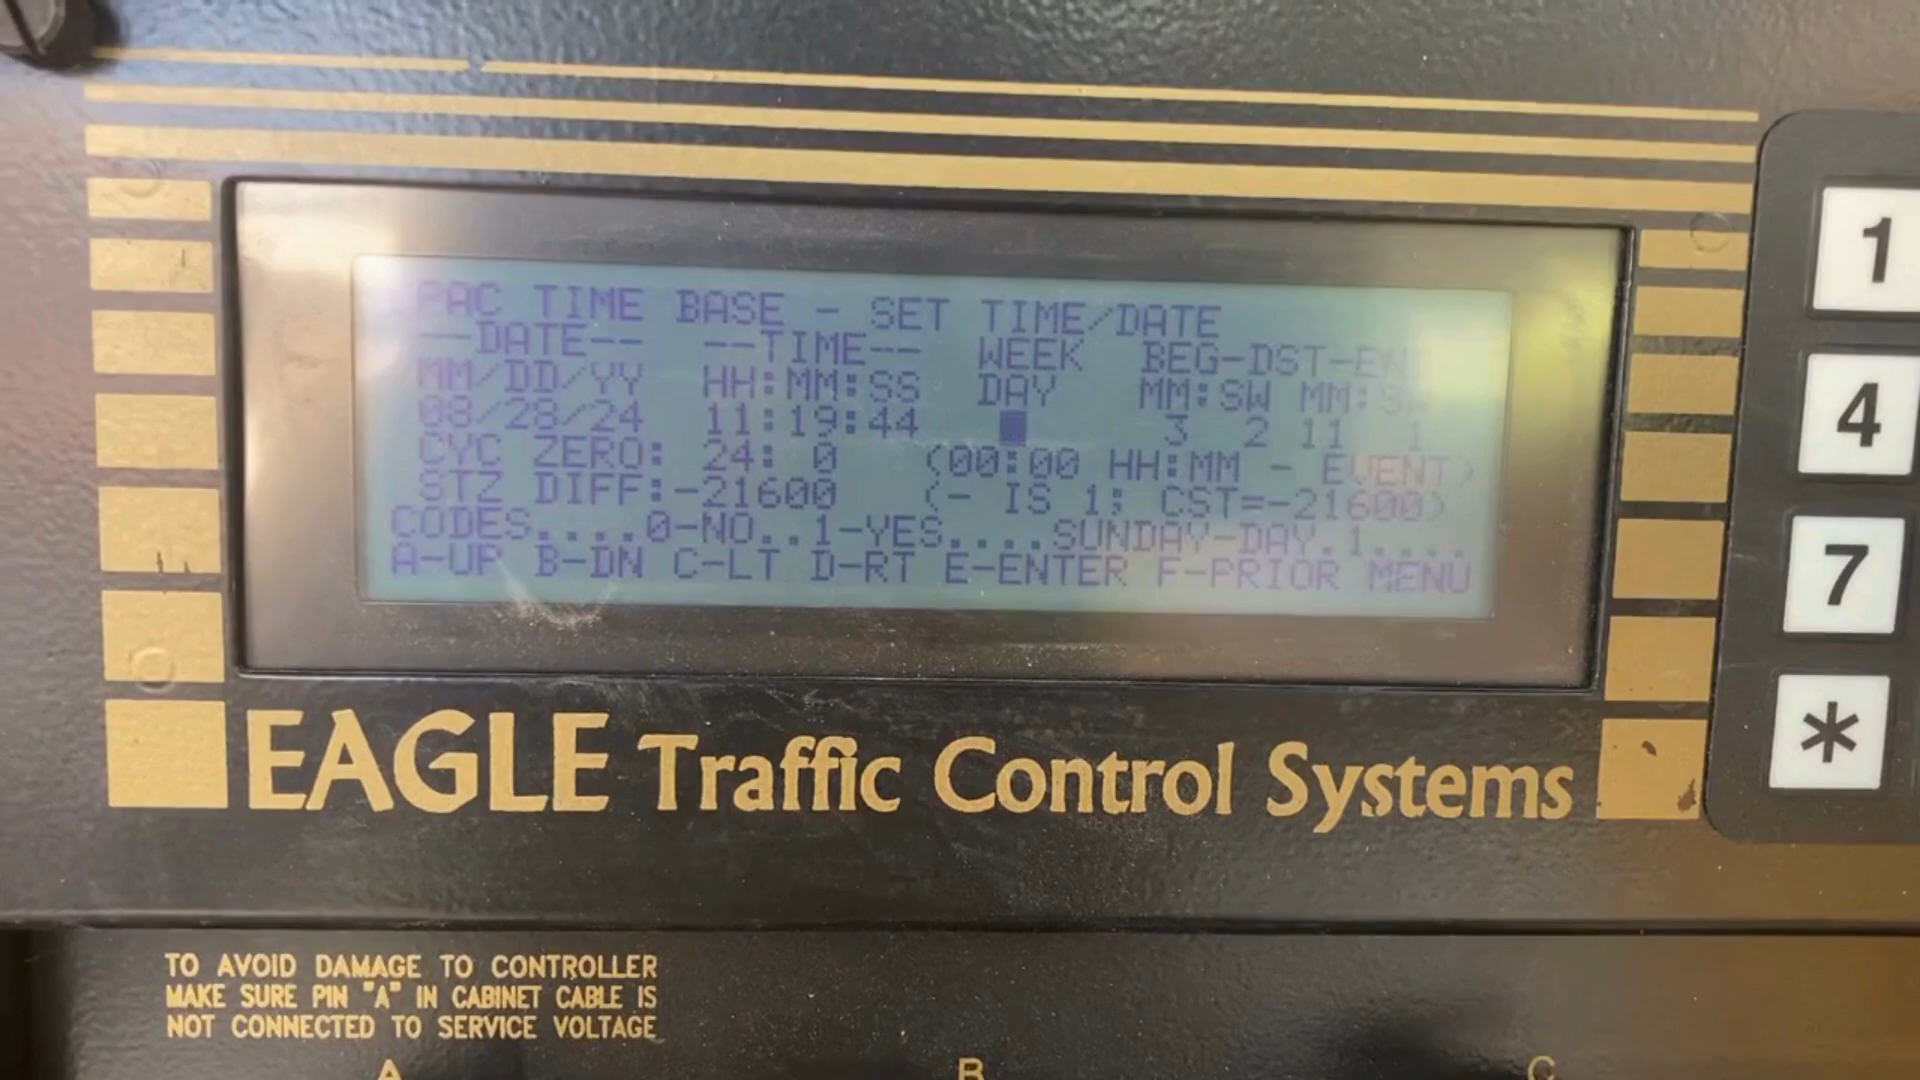 PAC TIME BASE - SET TIME/DATE
--DATE-- --TIME-- WEEK BEG-DST-EN
MM/DD/YY HH:MM:SS DAY MM:SW MM:SW
08/28/24 11:19:44 3 2 11 1
CYC ZERO: 24: 0 (00:00 HH:MM - EVENT)
STZ DIFF:-21600 (- IS 1; CST=-21600)
CODES....0-NO..1-YES....SUNDAY-DAY.1....
A-UP B-DN C-LT D-RT E-ENTER F-PRIOR MENU
1
4
7
*
EAGLE Traffic Control Systems
TO AVOID DAMAGE TO CONTROLLER
MAKE SURE PIN "A" IN CABINET CABLE IS
NOT CONNECTED TO SERVICE VOLTAGE
A B C